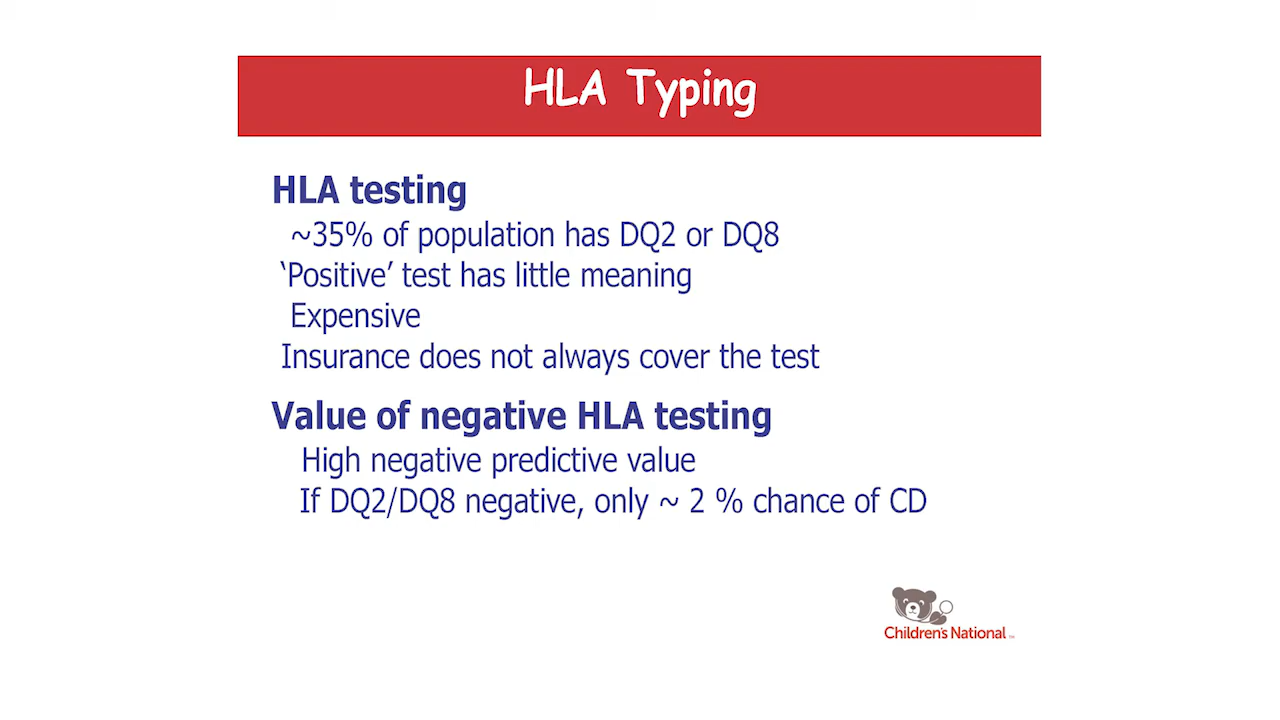 HLA Typing
HLA testing
~35% of population has DQ2 or DQ8
‘Positive’ test has little meaning
Expensive
Insurance does not always cover the test
Value of negative HLA testing
High negative predictive value
If DQ2/DQ8 negative, only ~ 2 % chance of CD
Children's National